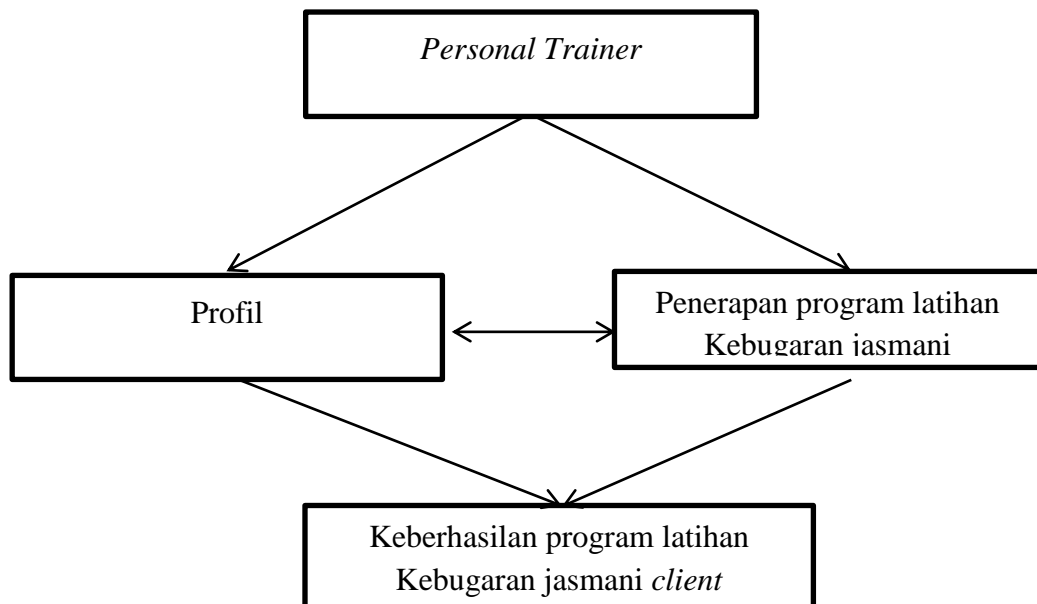 Personal Trainer
Profil
Penerapan program latihan
Kebugaran jasmani
Keberhasilan program latihan
Kebugaran jasmani client